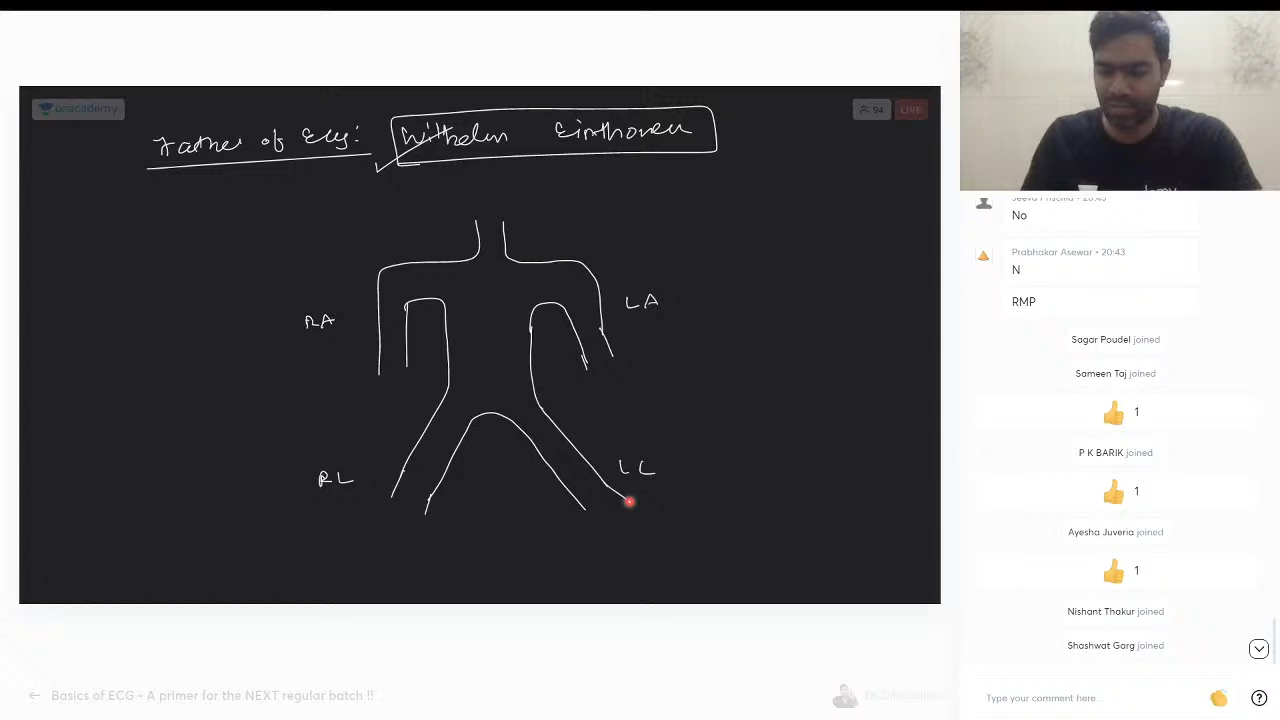 unacademy
94
LIVE
Father of ECG: Willhelm Einthoven
RA
LA
RL
LL
Basics of ECG - A primer for the NEXT regular batch !!
No
Prabhakar Asewar • 20:43
N
RMP
Sagar Poudel joined
Sameen Taj joined
1
P K BARIK joined
1
Ayesha Juveria joined
1
Nishant Thakur joined
Shashwat Garg joined
Type your comment here..